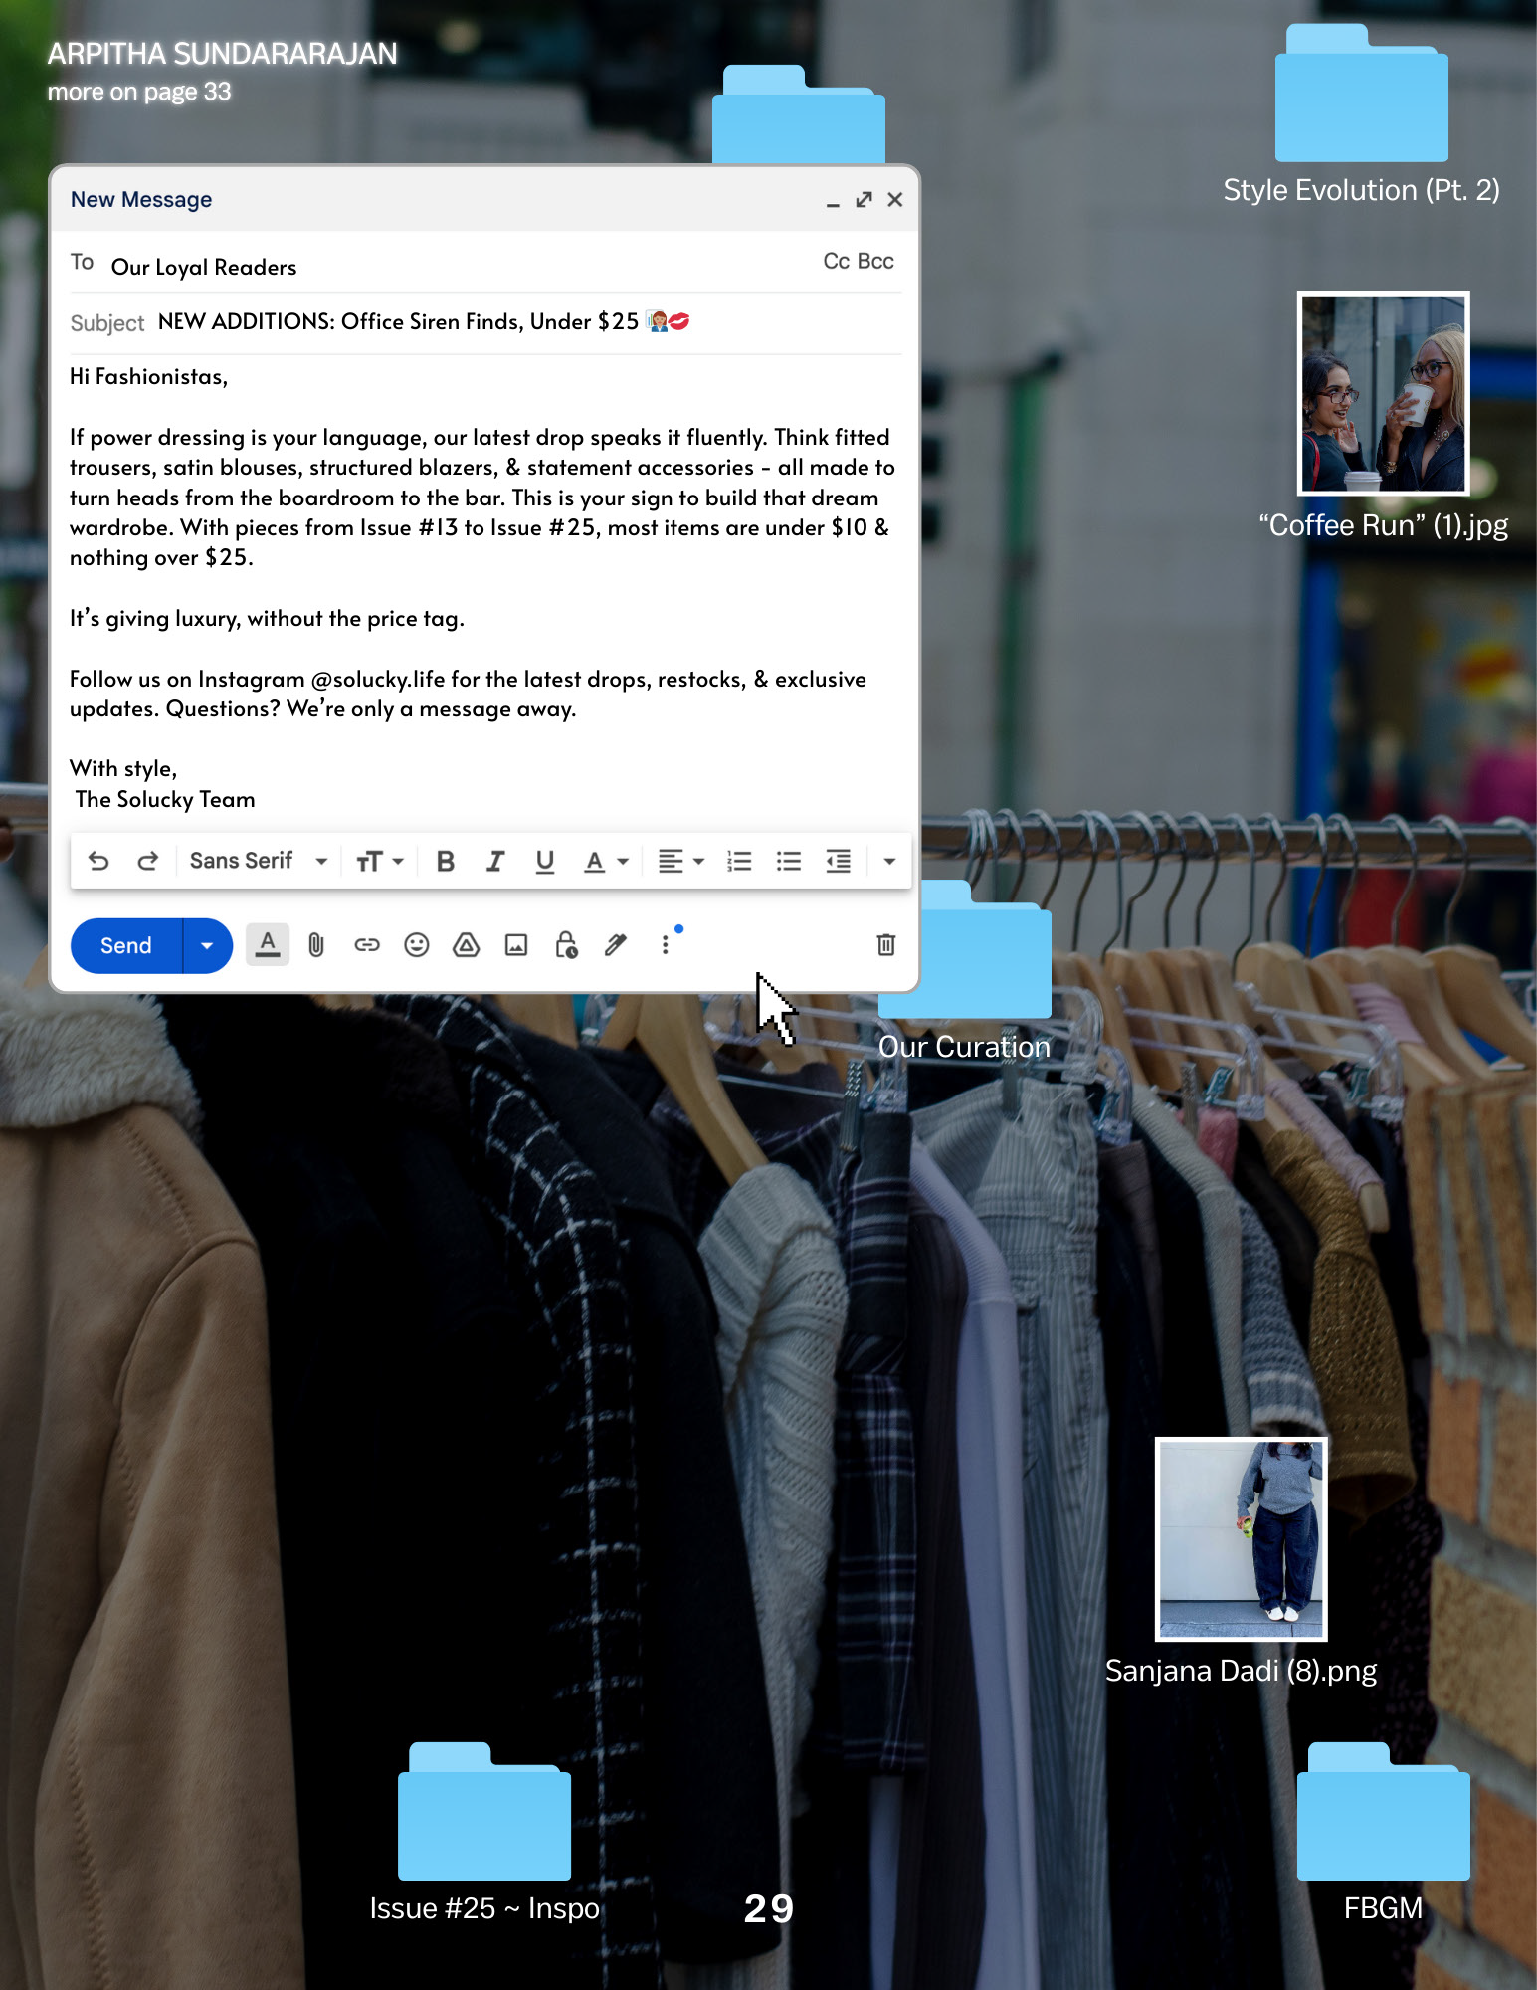 ARPITHA SUNDARARAJAN
more on page 33
Style Evolution (Pt. 2)
New Message
To Our Loyal Readers Cc Bcc
Subject NEW ADDITIONS: Office Siren Finds, Under $25 👩🏽‍💼💋
Hi Fashionistas,
If power dressing is your language, our latest drop speaks it fluently. Think fitted
trousers, satin blouses, structured blazers, & statement accessories - all made to
turn heads from the boardroom to the bar. This is your sign to build that dream
wardrobe. With pieces from Issue #13 to Issue #25, most items are under $10 &
nothing over $25.
It’s giving luxury, without the price tag.
Follow us on Instagram @solucky.life for the latest drops, restocks, & exclusive
updates. Questions? We’re only a message away.
With style,
The Solucky Team
Sans Serif
Send
“Coffee Run” (1).jpg
Our Curation
Sanjana Dadi (8).png
Issue #25 ~ Inspo
29
FBGM